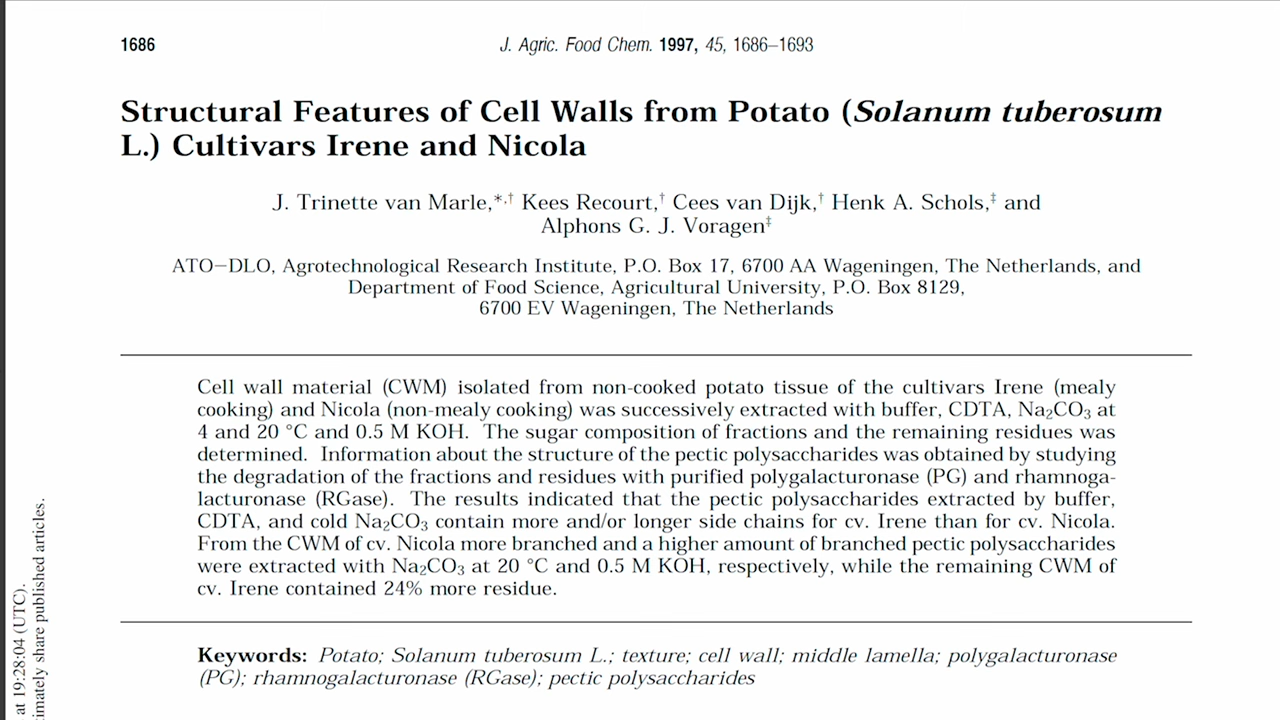 1686
J. Agric. Food Chem. 1997, 45, 1686–1693
Structural Features of Cell Walls from Potato (Solanum tuberosum
L.) Cultivars Irene and Nicola
J. Trinette van Marle,*,† Kees Recourt,† Cees van Dijk,† Henk A. Schols,‡ and
Alphons G. J. Voragen‡
ATO−DLO, Agrotechnological Research Institute, P.O. Box 17, 6700 AA Wageningen, The Netherlands, and
Department of Food Science, Agricultural University, P.O. Box 8129,
6700 EV Wageningen, The Netherlands
Cell wall material (CWM) isolated from non-cooked potato tissue of the cultivars Irene (mealy
cooking) and Nicola (non-mealy cooking) was successively extracted with buffer, CDTA, Na₂CO₃ at
4 and 20 °C and 0.5 M KOH. The sugar composition of fractions and the remaining residues was
determined. Information about the structure of the pectic polysaccharides was obtained by studying
the degradation of the fractions and residues with purified polygalacturonase (PG) and rhamnoga-
lacturonase (RGase). The results indicated that the pectic polysaccharides extracted by buffer,
CDTA, and cold Na₂CO₃ contain more and/or longer side chains for cv. Irene than for cv. Nicola.
From the CWM of cv. Nicola more branched and a higher amount of branched pectic polysaccharides
were extracted with Na₂CO₃ at 20 °C and 0.5 M KOH, respectively, while the remaining CWM of
cv. Irene contained 24% more residue.
Keywords: Potato; Solanum tuberosum L.; texture; cell wall; middle lamella; polygalacturonase
(PG); rhamnogalacturonase (RGase); pectic polysaccharides
at 19:28:04 (UTC).
imately share published articles.